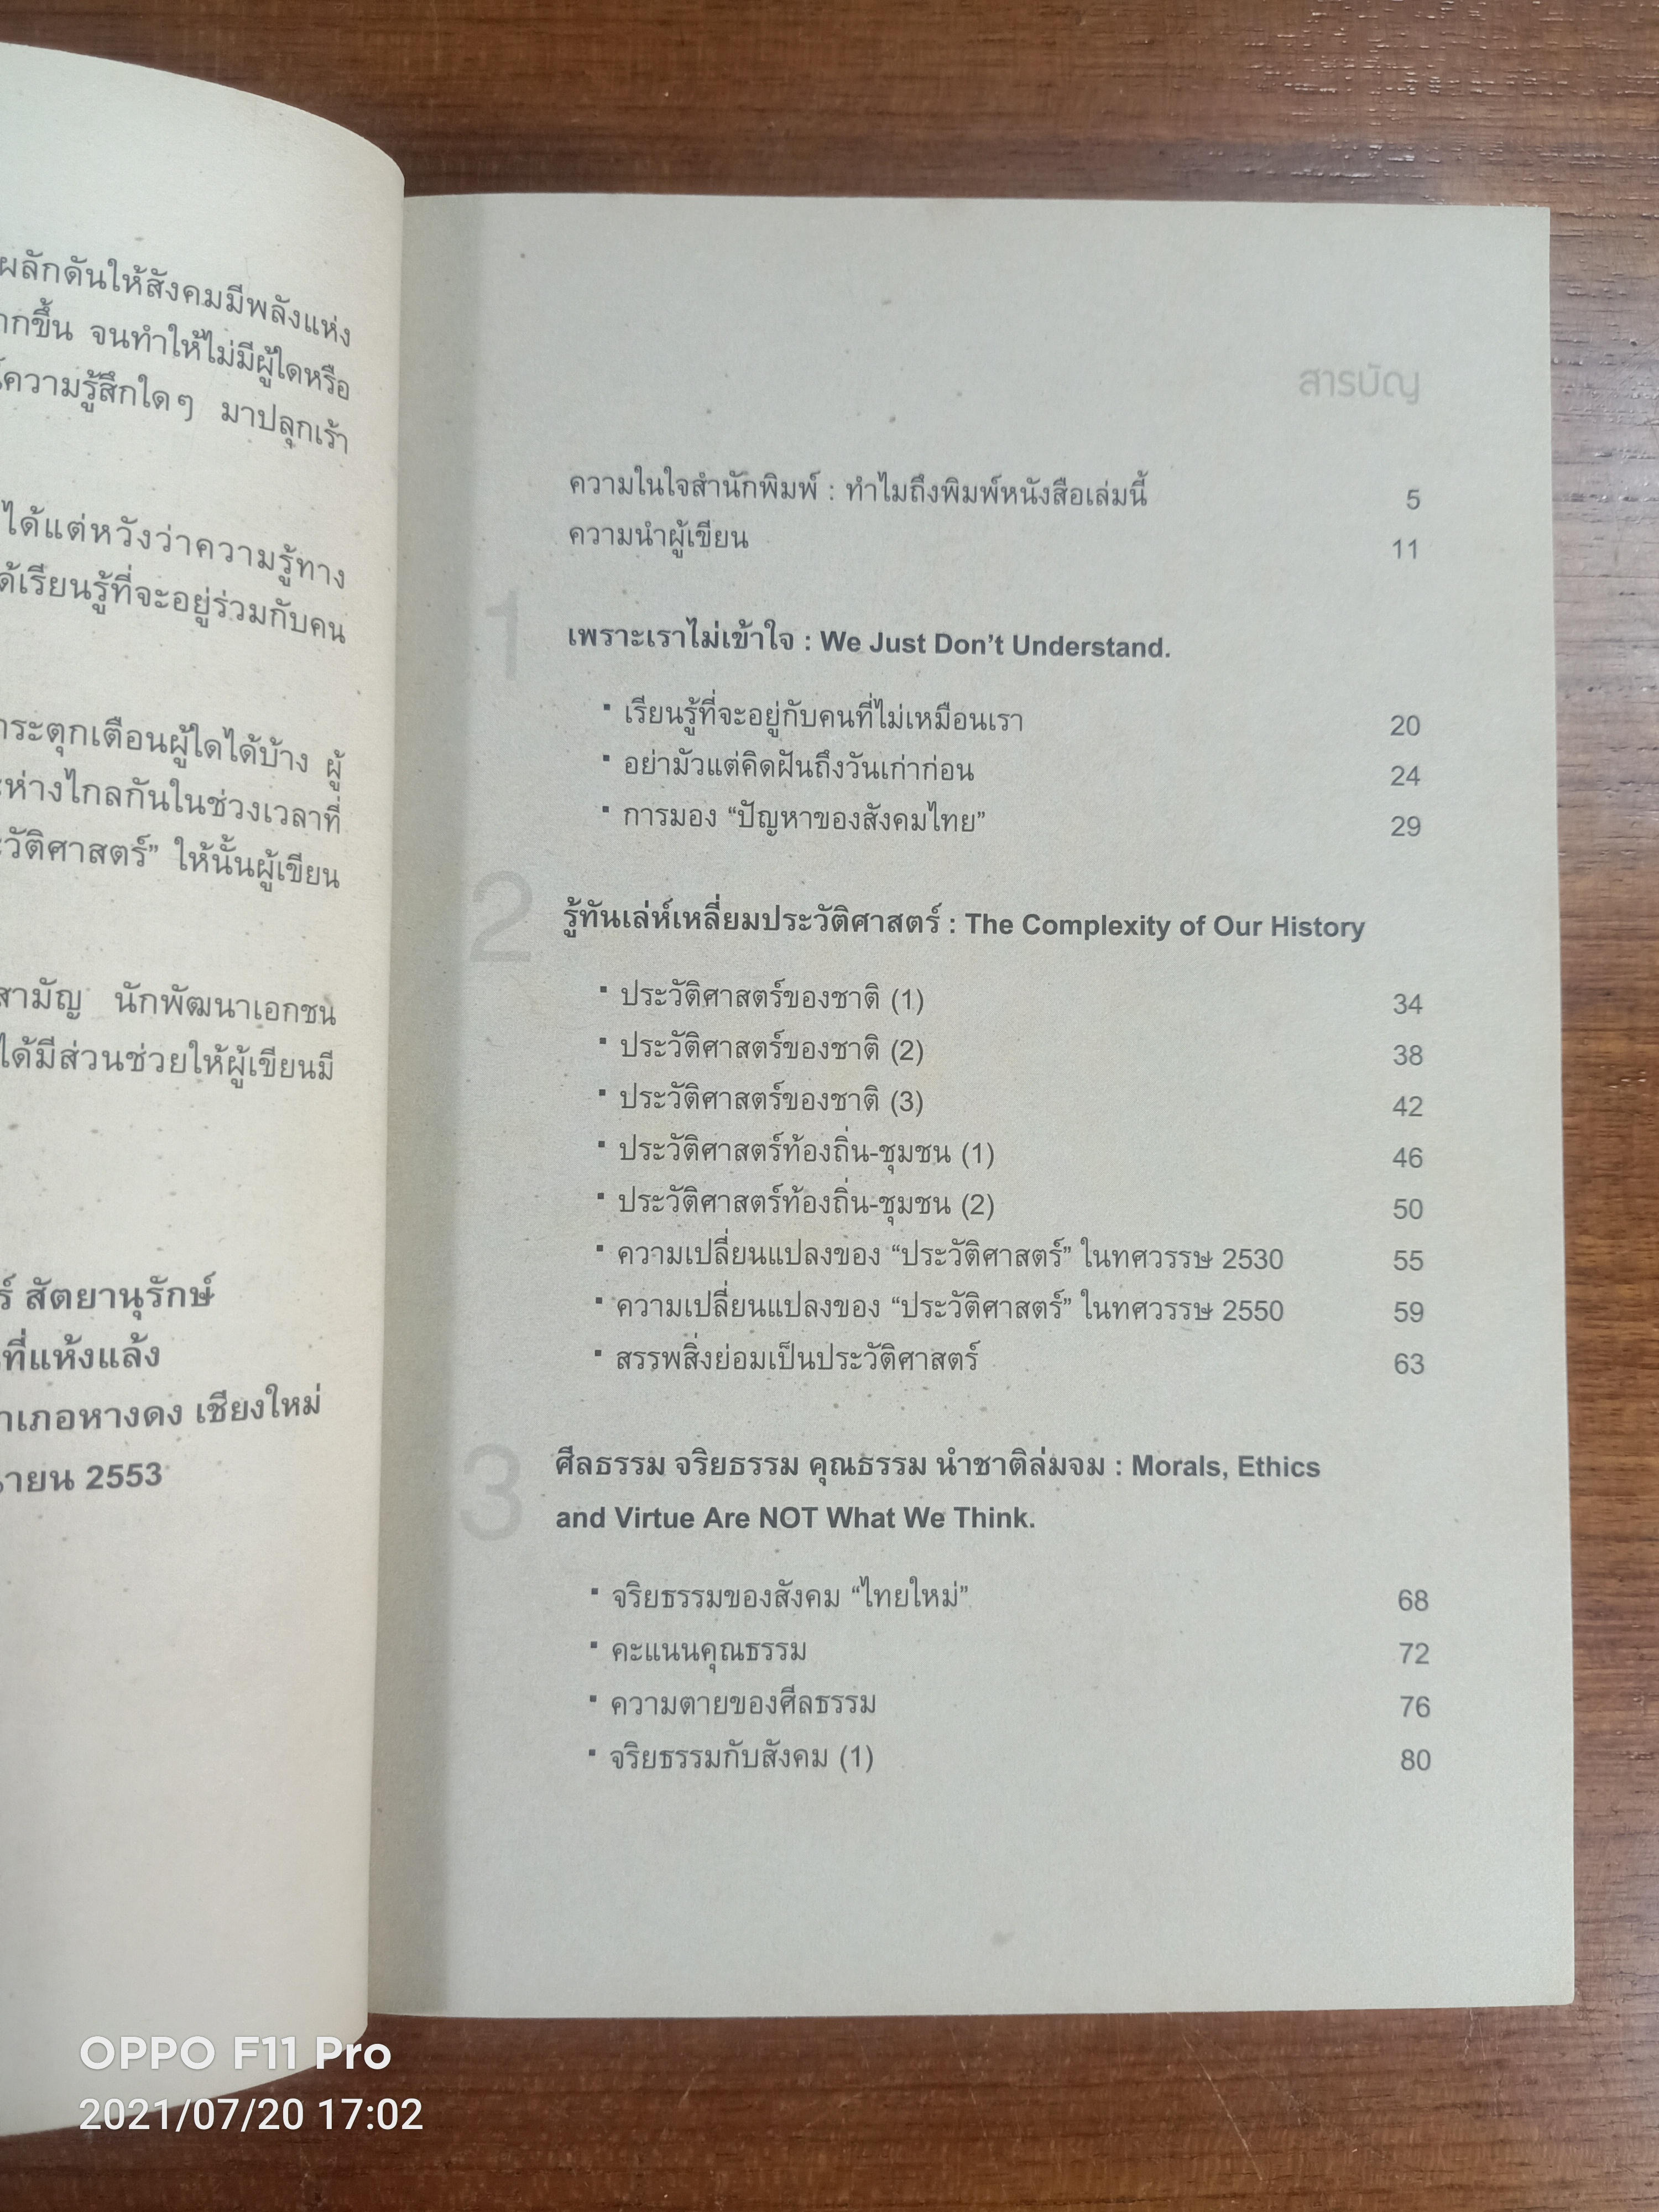 ผลักดันให้สังคมมีพลังแห่ง
ากขึ้น จนทำให้ไม่มีผู้ใดหรือ
ความรู้สึกใดๆ มาปลุกเร้า
ได้แต่หวังว่าความรู้ทาง
ด้เรียนรู้ที่จะอยู่ร่วมกับคน
ระตุกเตือนผู้ใดได้บ้าง ผู้
ห่างไกลกันในช่วงเวลาที่
วัติศาสตร์” ให้นั้นผู้เขียน
สามัญ นักพัฒนาเอกชน
ได้มีส่วนช่วยให้ผู้เขียนมี
ร์ สัตยานุรักษ์
ที่แห้งแล้ง
าเภอหางดง เชียงใหม่
ายน 2553
สารบัญ
ความในใจสำนักพิมพ์ : ทำไมถึงพิมพ์หนังสือเล่มนี้ 5
ความนำผู้เขียน 11
1 เพราะเราไม่เข้าใจ : We Just Don’t Understand.
▪ เรียนรู้ที่จะอยู่กับคนที่ไม่เหมือนเรา 20
▪ อย่ามัวแต่คิดฝันถึงวันเก่าก่อน 24
▪ การมอง “ปัญหาของสังคมไทย” 29
2 รู้ทันเล่ห์เหลี่ยมประวัติศาสตร์ : The Complexity of Our History
▪ ประวัติศาสตร์ของชาติ (1) 34
▪ ประวัติศาสตร์ของชาติ (2) 38
▪ ประวัติศาสตร์ของชาติ (3) 42
▪ ประวัติศาสตร์ท้องถิ่น-ชุมชน (1) 46
▪ ประวัติศาสตร์ท้องถิ่น-ชุมชน (2) 50
▪ ความเปลี่ยนแปลงของ “ประวัติศาสตร์” ในทศวรรษ 2530 55
▪ ความเปลี่ยนแปลงของ “ประวัติศาสตร์” ในทศวรรษ 2550 59
▪ สรรพสิ่งย่อมเป็นประวัติศาสตร์ 63
3 ศีลธรรม จริยธรรม คุณธรรม นำชาติล่มจม : Morals, Ethics
and Virtue Are NOT What We Think.
▪ จริยธรรมของสังคม “ไทยใหม่” 68
▪ คะแนนคุณธรรม 72
▪ ความตายของศีลธรรม 76
▪ จริยธรรมกับสังคม (1) 80
OPPO F11 Pro
2021/07/20 17:02